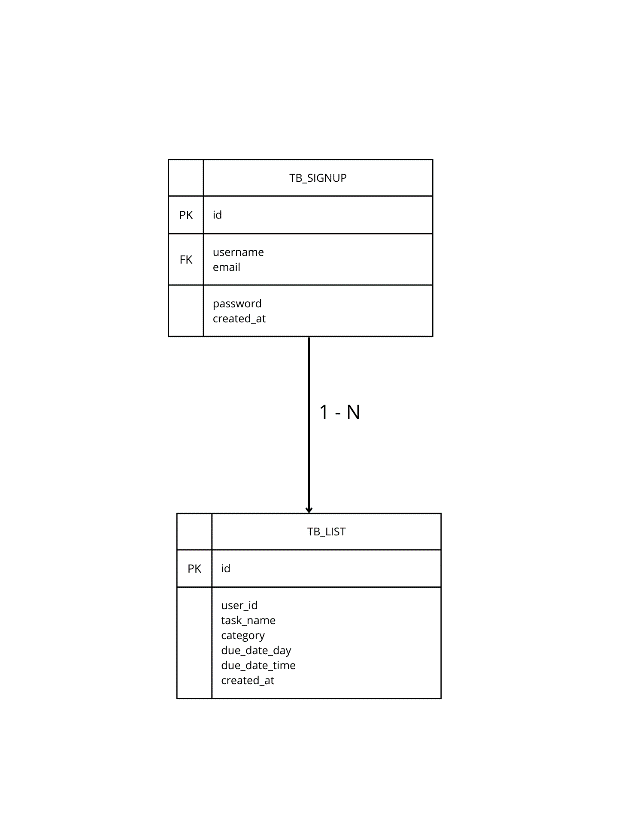 TB_SIGNUP
PK id
FK username
email
password
created_at
1 - N
TB_LIST
PK id
user_id
task_name
category
due_date_day
due_date_time
created_at